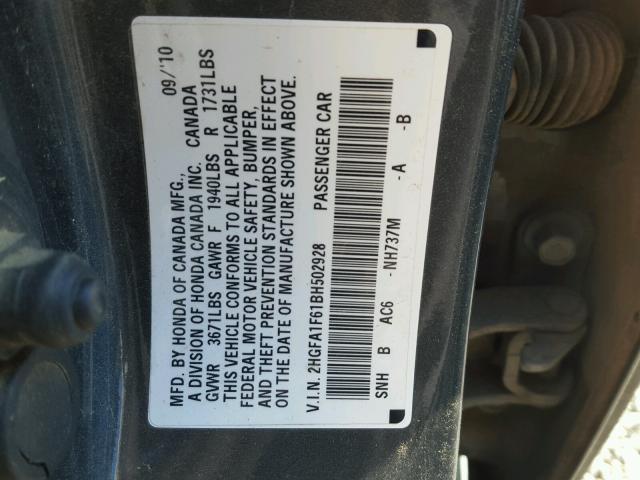 MFD. BY HONDA OF CANADA MFG., 09/'10
A DIVISION OF HONDA CANADA INC. CANADA
GVWR 3671LBS GAWR F 1940LBS R 1731LBS
THIS VEHICLE CONFORMS TO ALL APPLICABLE
FEDERAL MOTOR VEHICLE SAFETY, BUMPER,
AND THEFT PREVENTION STANDARDS IN EFFECT
ON THE DATE OF MANUFACTURE SHOWN ABOVE.
V.I.N. 2HGFA1F61BH502928 PASSENGER CAR
SNH B AC6 -NH737M -A -B